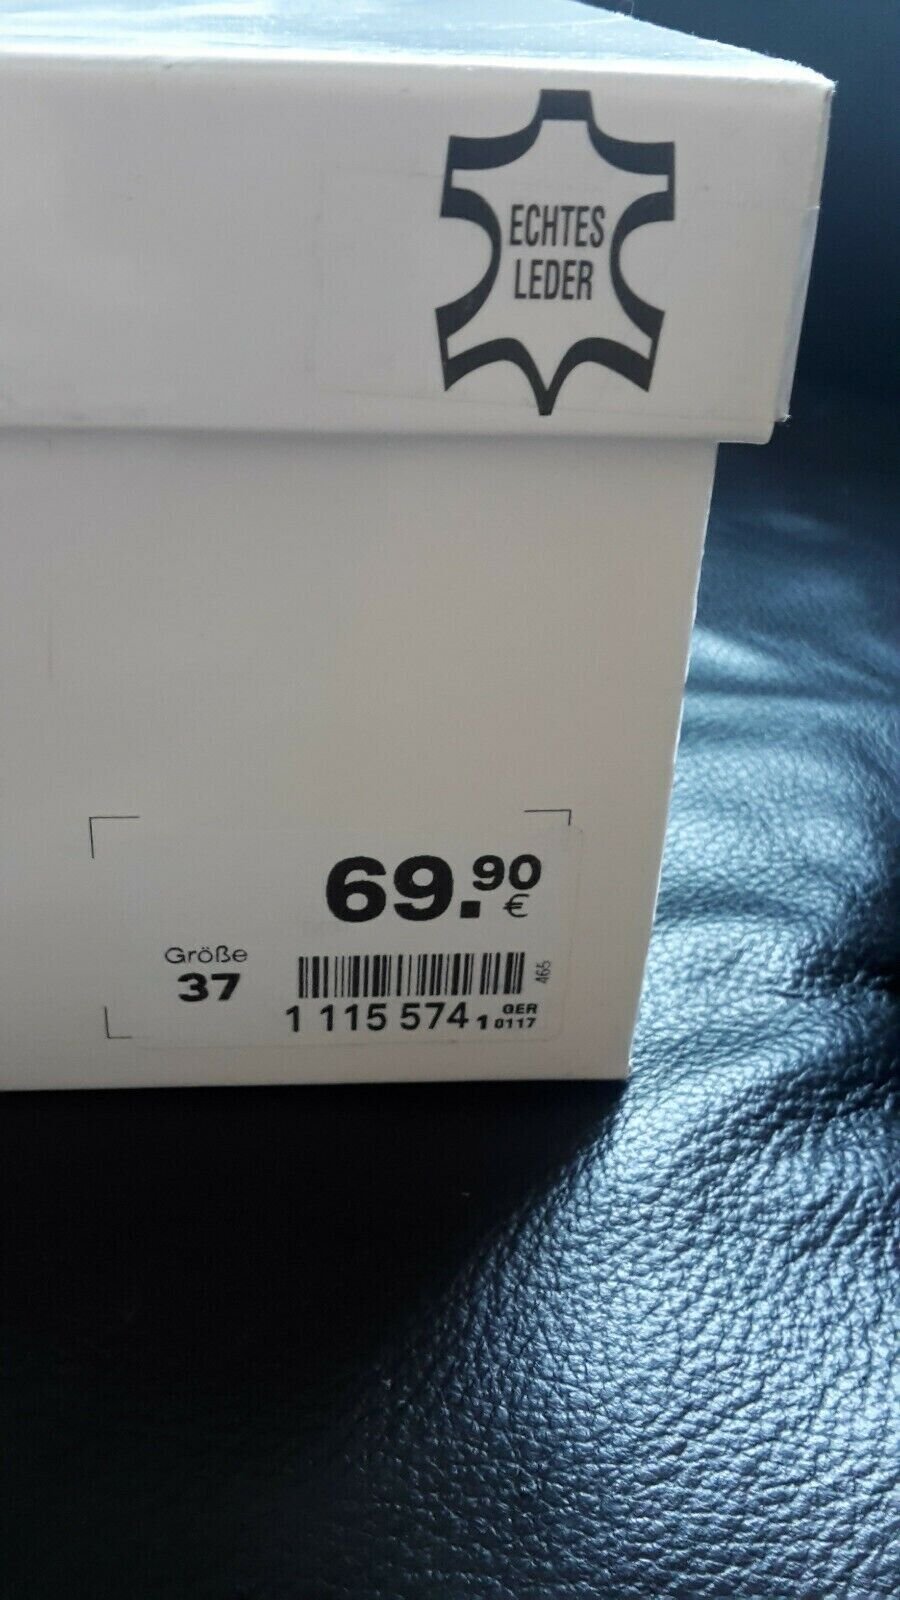 ECHTES
LEDER
69.90
€
Größe
37
465
1 115 574 1 GER
0117